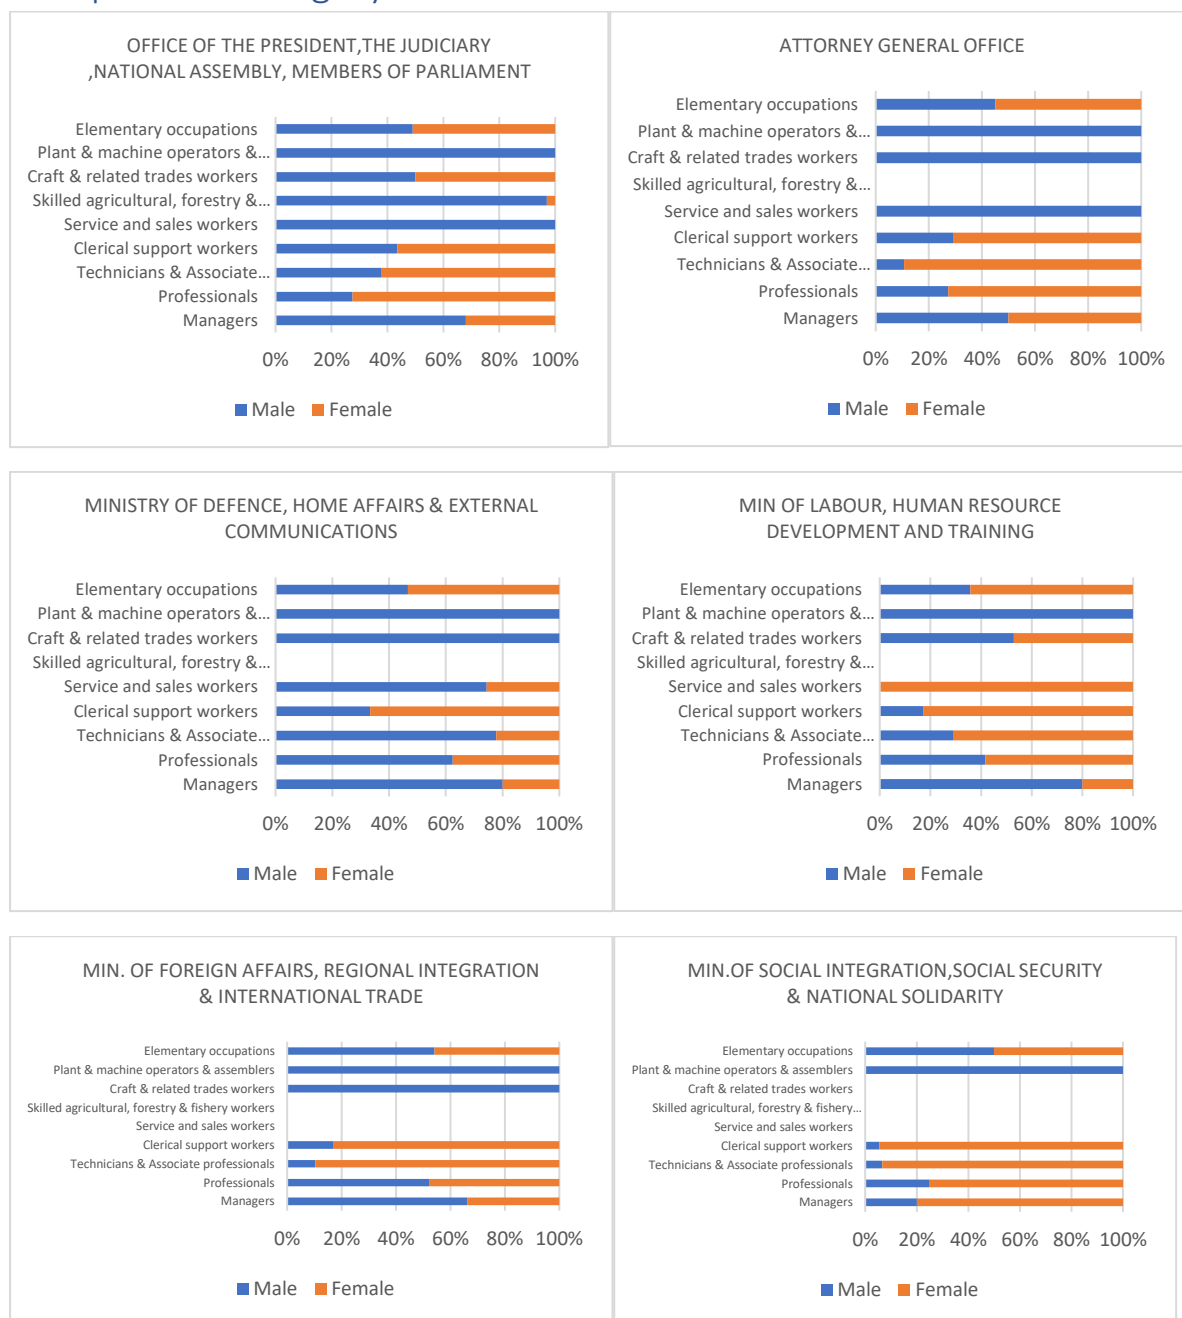 OFFICE OF THE PRESIDENT,THE JUDICIARY
,NATIONAL ASSEMBLY, MEMBERS OF PARLIAMENT
Elementary occupations
Plant & machine operators &...
Craft & related trades workers
Skilled agricultural, forestry &...
Service and sales workers
Clerical support workers
Technicians & Associate...
Professionals
Managers
0% 20% 40% 60% 80% 100%
Male Female
ATTORNEY GENERAL OFFICE
Elementary occupations
Plant & machine operators &...
Craft & related trades workers
Skilled agricultural, forestry &...
Service and sales workers
Clerical support workers
Technicians & Associate...
Professionals
Managers
0% 20% 40% 60% 80% 100%
Male Female
MINISTRY OF DEFENCE, HOME AFFAIRS & EXTERNAL
COMMUNICATIONS
Elementary occupations
Plant & machine operators &...
Craft & related trades workers
Skilled agricultural, forestry &...
Service and sales workers
Clerical support workers
Technicians & Associate...
Professionals
Managers
0% 20% 40% 60% 80% 100%
Male Female
MIN OF LABOUR, HUMAN RESOURCE
DEVELOPMENT AND TRAINING
Elementary occupations
Plant & machine operators &...
Craft & related trades workers
Skilled agricultural, forestry &...
Service and sales workers
Clerical support workers
Technicians & Associate...
Professionals
Managers
0% 20% 40% 60% 80% 100%
Male Female
MIN. OF FOREIGN AFFAIRS, REGIONAL INTEGRATION
& INTERNATIONAL TRADE
Elementary occupations
Plant & machine operators & assemblers
Craft & related trades workers
Skilled agricultural, forestry & fishery workers
Service and sales workers
Clerical support workers
Technicians & Associate professionals
Professionals
Managers
0% 20% 40% 60% 80% 100%
Male Female
MIN.OF SOCIAL INTEGRATION,SOCIAL SECURITY
& NATIONAL SOLIDARITY
Elementary occupations
Plant & machine operators & assemblers
Craft & related trades workers
Skilled agricultural, forestry & fishery...
Service and sales workers
Clerical support workers
Technicians & Associate professionals
Professionals
Managers
0% 20% 40% 60% 80% 100%
Male Female